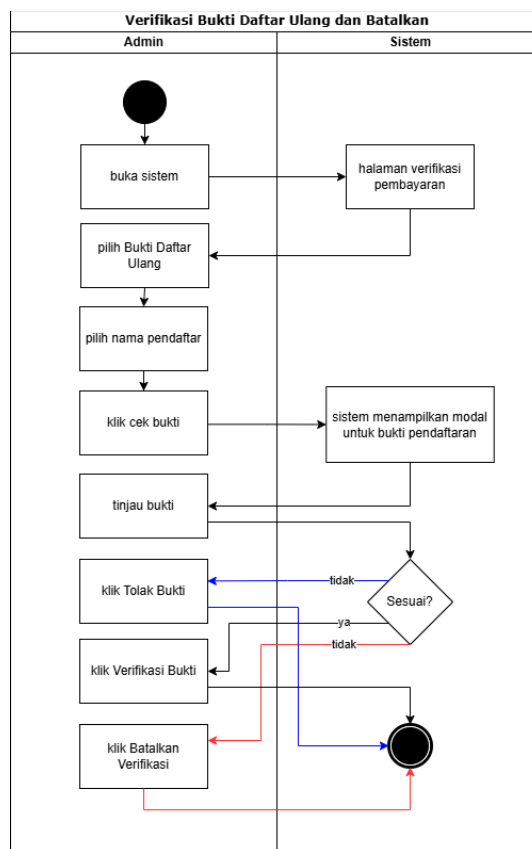 Verifikasi Bukti Daftar Ulang dan Batalkan
Admin
Sistem
buka sistem
halaman verifikasi
pembayaran
pilih Bukti Daftar
Ulang
pilih nama pendaftar
klik cek bukti
sistem menampilkan modal
untuk bukti pendaftaran
tinjau bukti
klik Tolak Bukti
tidak
Sesuai?
ya
tidak
klik Verifikasi Bukti
klik Batalkan
Verifikasi